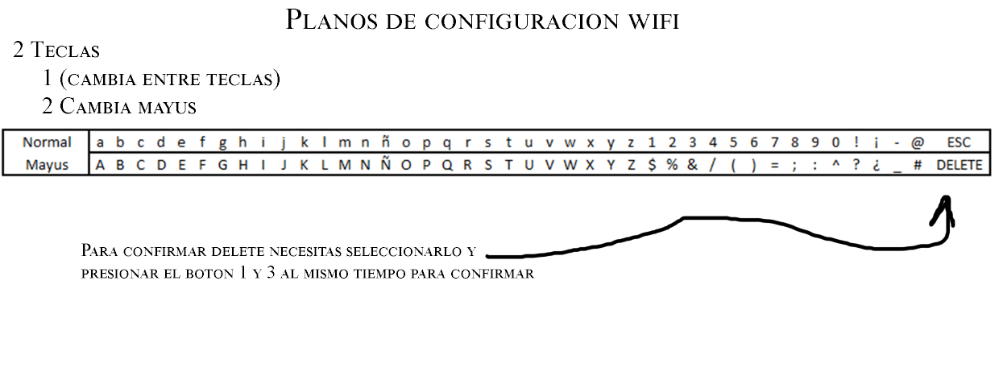 Planos de configuracion wifi
2 Teclas
1 (cambia entre teclas)
2 Cambia mayus
Normal a b c d e f g h i j k l m n ñ o p q r s t u v w x y z 1 2 3 4 5 6 7 8 9 0 ! ¡ - @ ESC
Mayus A B C D E F G H I J K L M N Ñ O P Q R S T U V W X Y Z $ % & / ( ) = ; : ^ ? ¿ _ # DELETE
Para confirmar delete necesitas seleccionarlo y
presionar el boton 1 y 3 al mismo tiempo para confirmar